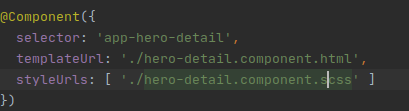 @Component({
selector: 'app-hero-detail',
templateUrl: './hero-detail.component.html',
styleUrls: [ './hero-detail.component.scss' ]
})